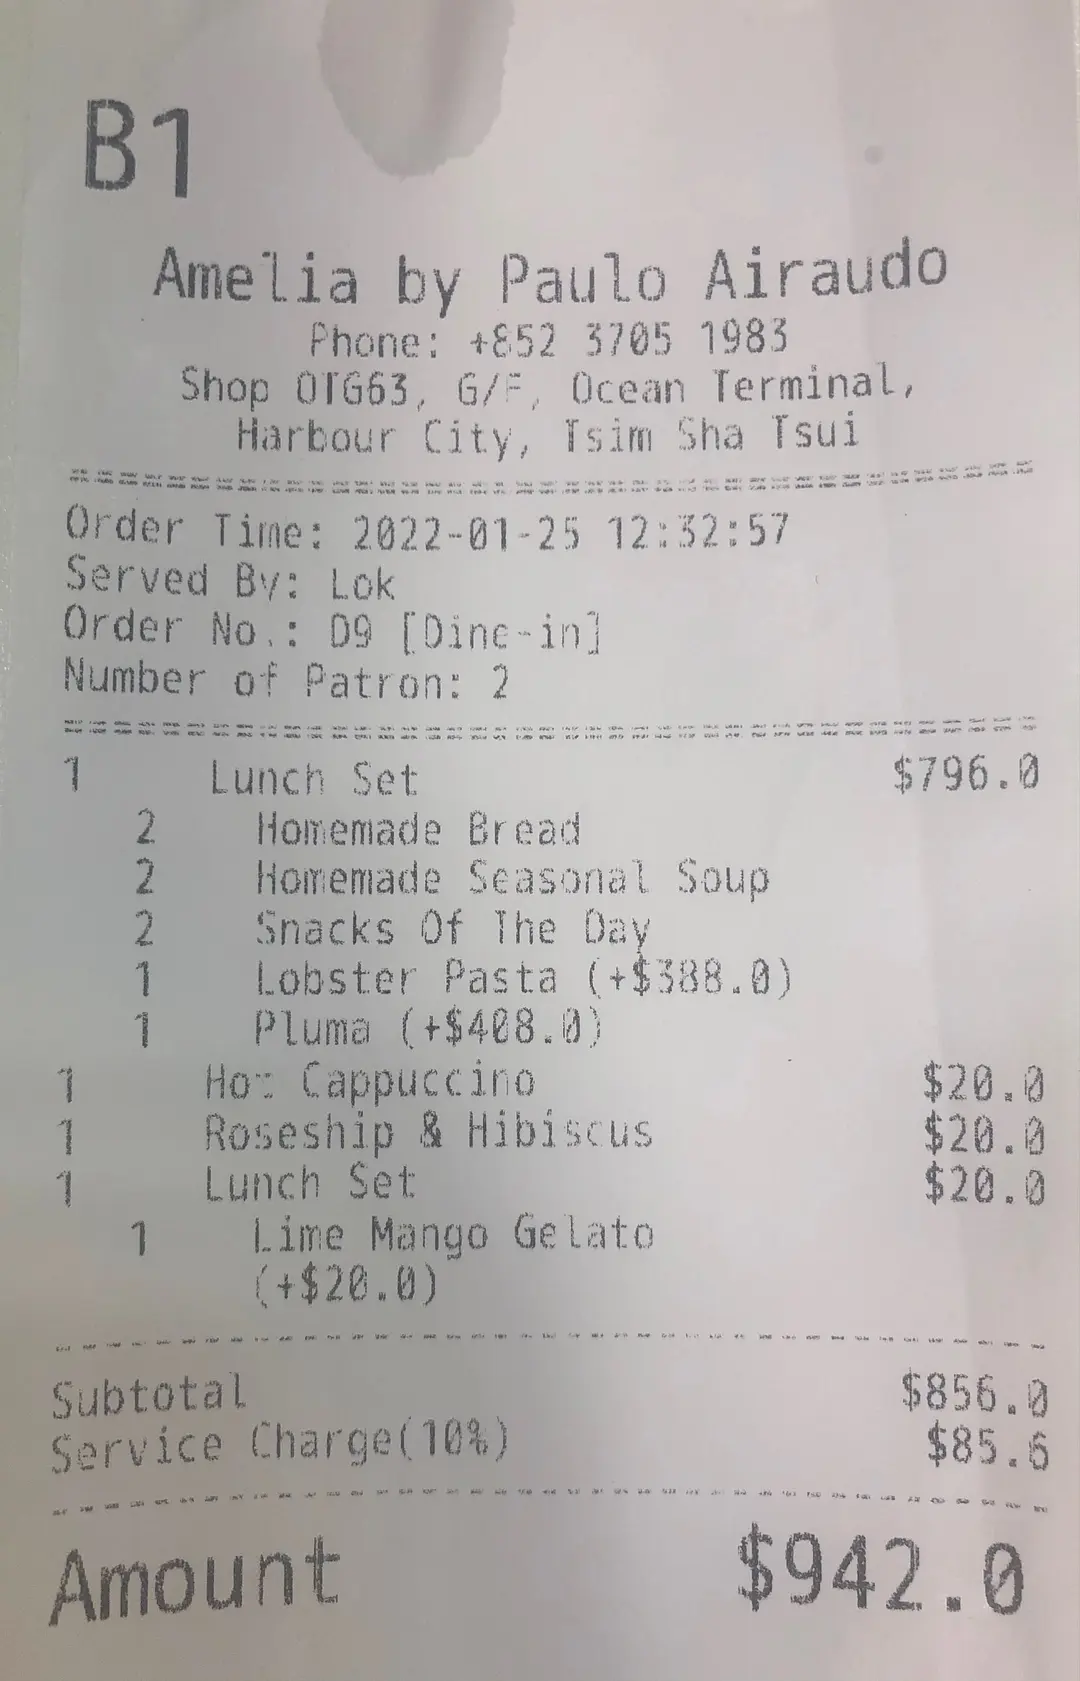 B1
Amelia by Paulo Airaudo
Phone: +852 3705 1983
Shop OTG63, G/F, Ocean Terminal,
Harbour City, Tsim Sha Tsui
Order Time: 2022-01-25 12:32:57
Served By: Lok
Order No.: D9 [Dine-in]
Number of Patron: 2
1 Lunch Set $796.0
2 Homemade Bread
2 Homemade Seasonal Soup
2 Snacks Of The Day
1 Lobster Pasta (+$388.0)
1 Pluma (+$408.0)
1 Hot Cappuccino $20.0
1 Roseship & Hibiscus $20.0
1 Lunch Set $20.0
1 Lime Mango Gelato
(+$20.0)
Subtotal $856.0
Service Charge(10%) $85.6
Amount $942.0